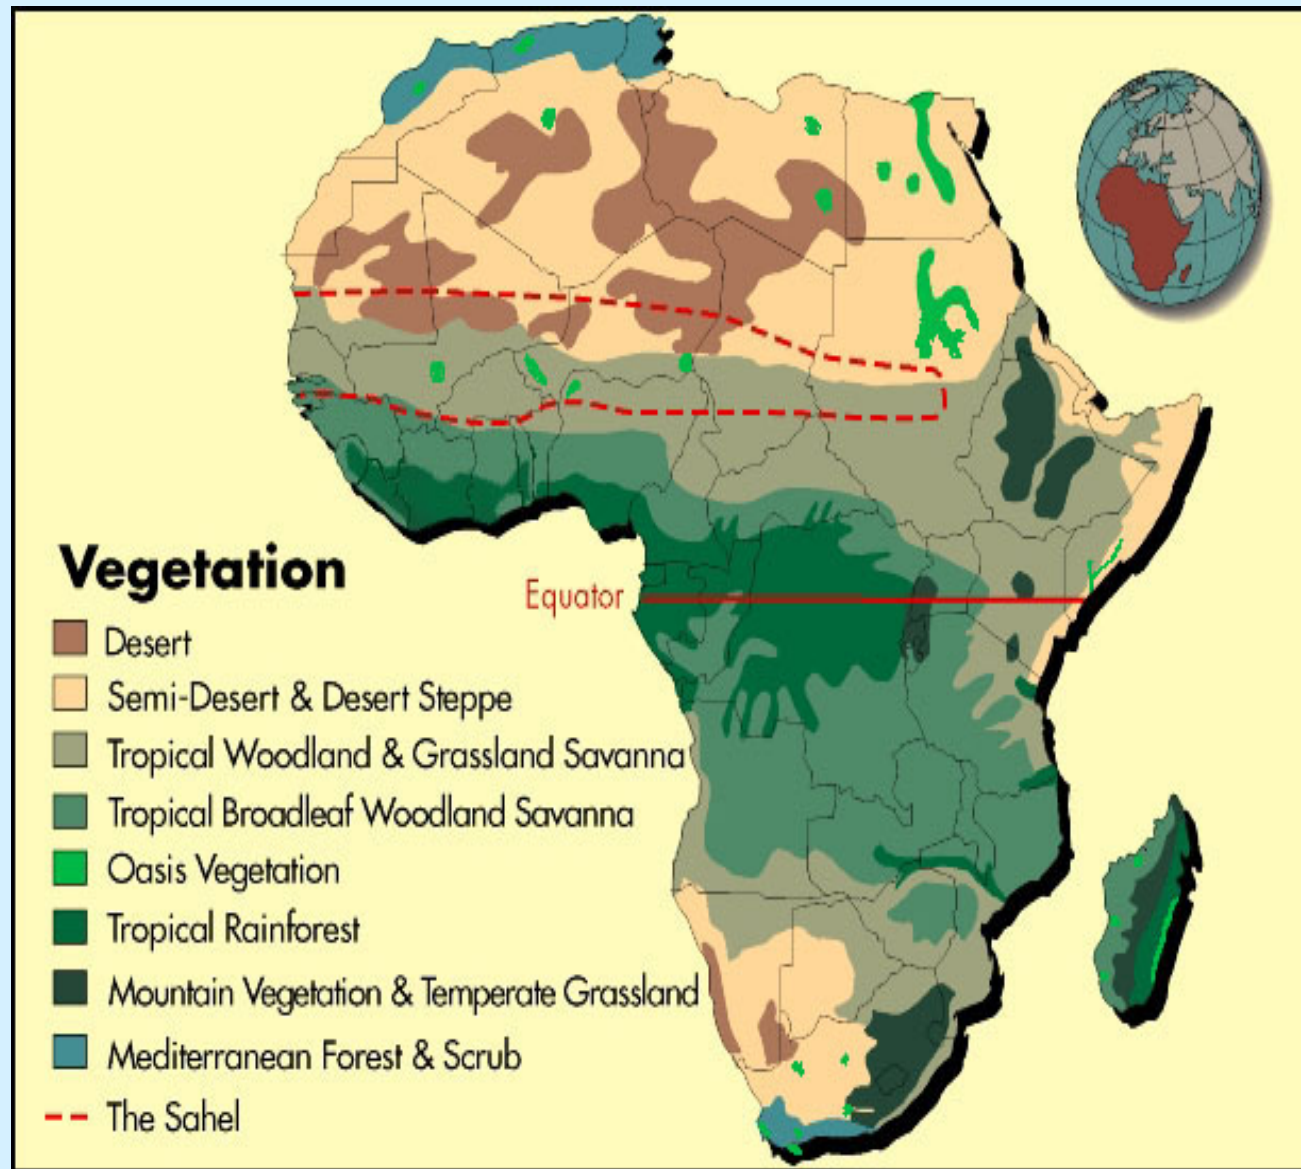 Equator
Vegetation
Desert
Semi-Desert & Desert Steppe
Tropical Woodland & Grassland Savanna
Tropical Broadleaf Woodland Savanna
Oasis Vegetation
Tropical Rainforest
Mountain Vegetation & Temperate Grassland
Mediterranean Forest & Scrub
The Sahel